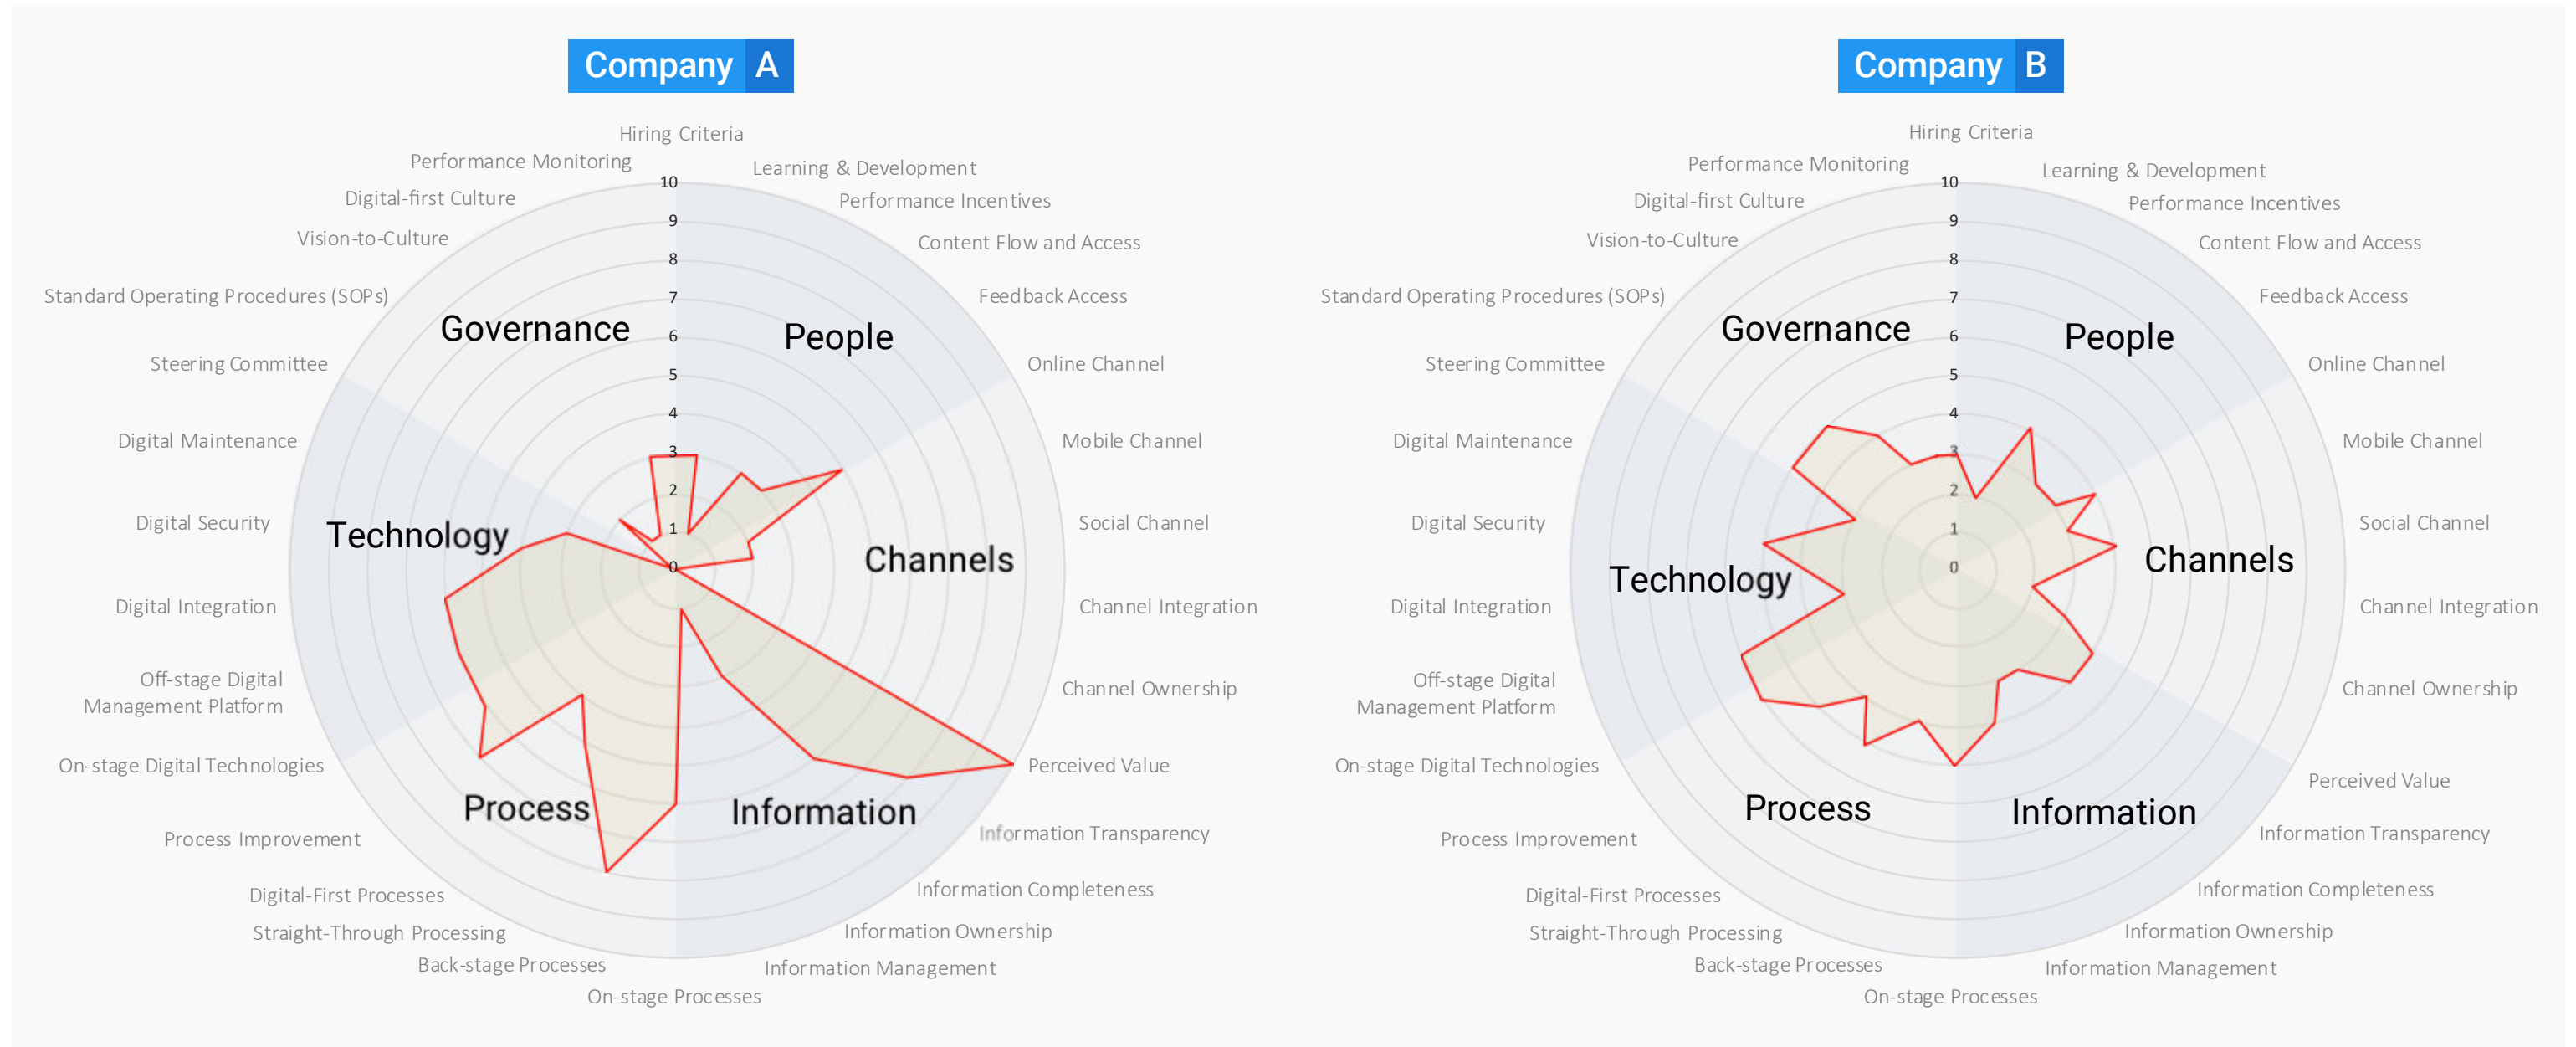 Company A
Hiring Criteria
Performance Monitoring
Learning & Development
Digital-first Culture
Performance Incentives
Vision-to-Culture
Content Flow and Access
Standard Operating Procedures (SOPs)
Feedback Access
Steering Committee
Online Channel
Digital Maintenance
Mobile Channel
Digital Security
Social Channel
Digital Integration
Channel Integration
Off-stage Digital
Management Platform
Channel Ownership
On-stage Digital Technologies
Perceived Value
Process Improvement
Information Transparency
Digital-First Processes
Information Completeness
Straight-Through Processing
Information Ownership
Back-stage Processes
Information Management
On-stage Processes
10
9
8
7
6
5
4
3
2
1
0
Governance
People
Technology
Channels
Process
Information
Company B
Hiring Criteria
Performance Monitoring
Learning & Development
Digital-first Culture
Performance Incentives
Vision-to-Culture
Content Flow and Access
Standard Operating Procedures (SOPs)
Feedback Access
Steering Committee
Online Channel
Digital Maintenance
Mobile Channel
Digital Security
Social Channel
Digital Integration
Channel Integration
Off-stage Digital
Management Platform
Channel Ownership
On-stage Digital Technologies
Perceived Value
Process Improvement
Information Transparency
Digital-First Processes
Information Completeness
Straight-Through Processing
Information Ownership
Back-stage Processes
Information Management
On-stage Processes
10
9
8
7
6
5
4
3
2
1
0
Governance
People
Technology
Channels
Process
Information